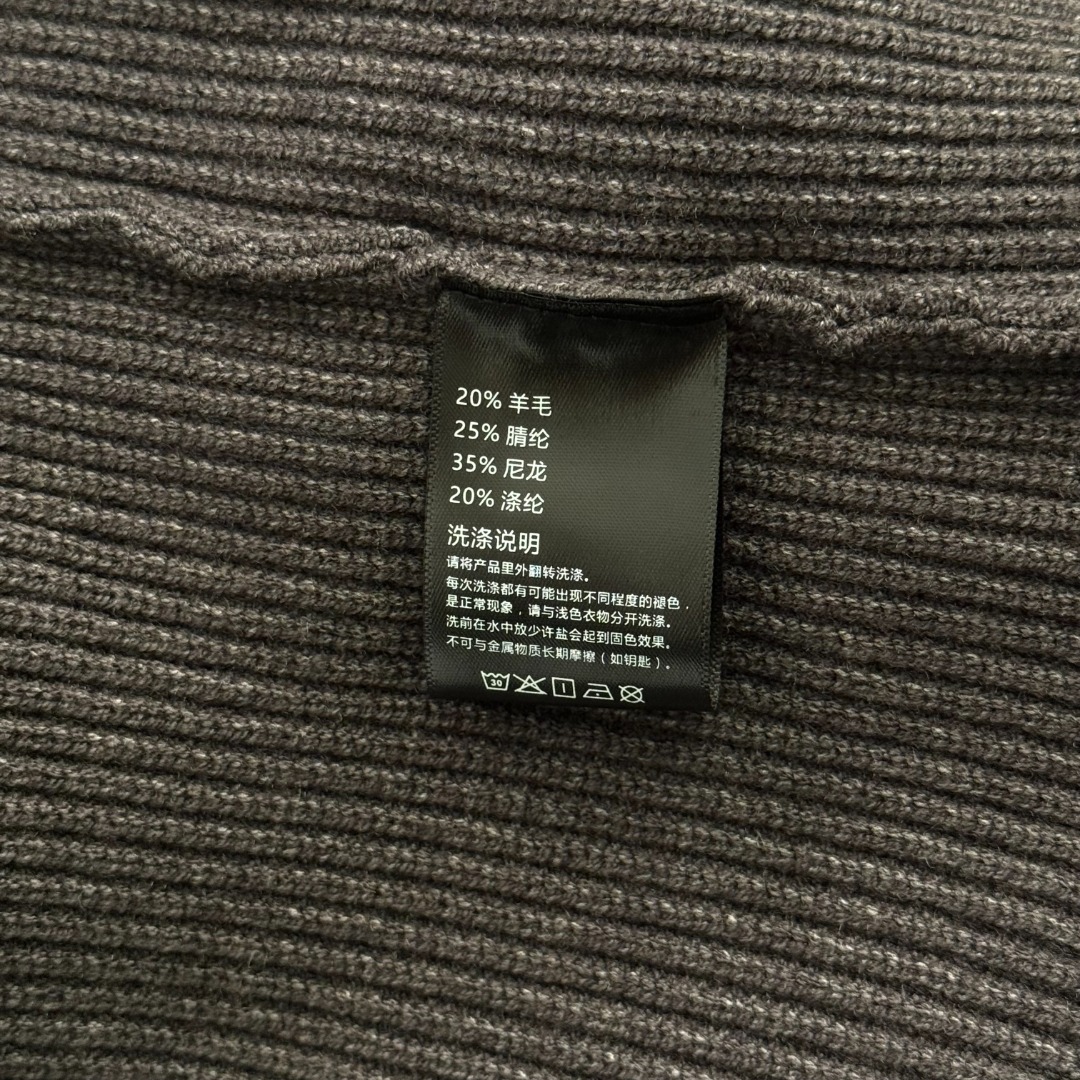 20% 羊毛
25% 腈纶
35% 尼龙
20% 涤纶
洗涤说明
请将产品里外翻转洗涤。
每次洗涤都有可能出现不同程度的褪色，
是正常现象，请与浅色衣物分开洗涤。
洗前在水中放少许盐会起到固色效果。
不可与金属物质长期摩擦（如钥匙）。
30